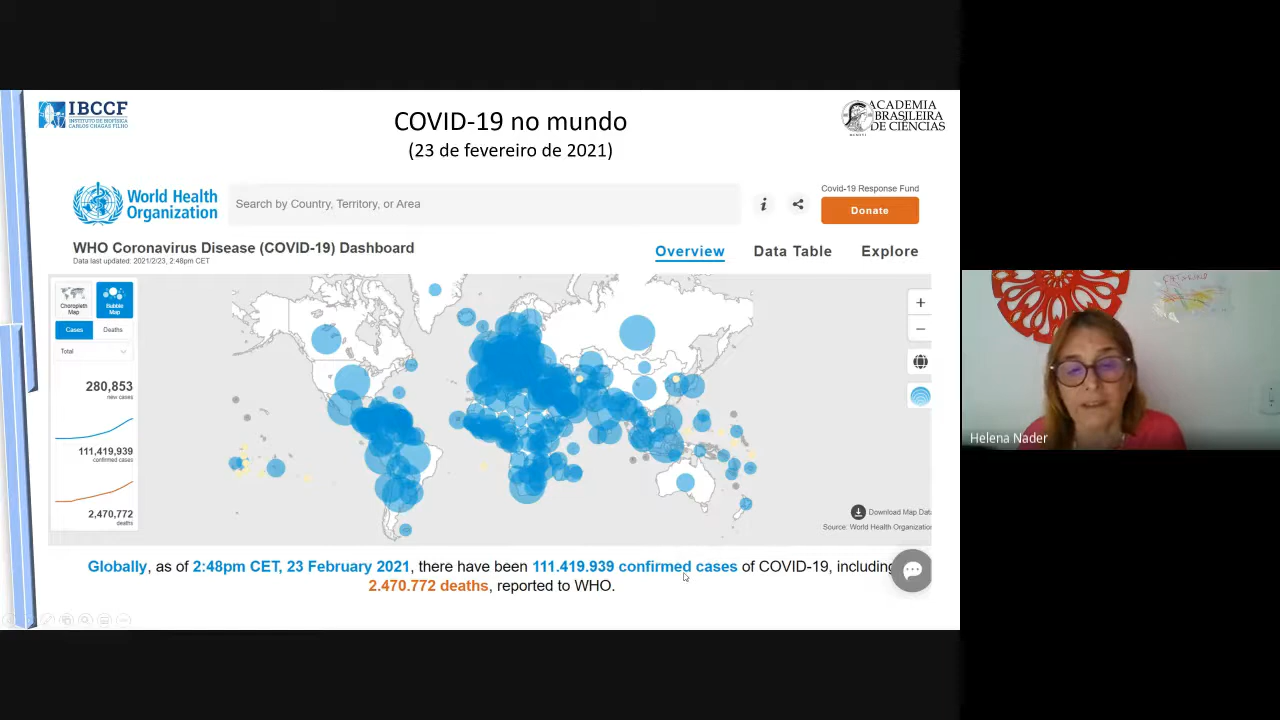 IBCCF
INSTITUTO DE BIOFÍSICA
CARLOS CHAGAS FILHO
COVID-19 no mundo
(23 de fevereiro de 2021)
ACADEMIA
BRASILEIRA
DE CIÊNCIAS
World Health
Organization
Search by Country, Territory, or Area
i
Covid-19 Response Fund
Donate
WHO Coronavirus Disease (COVID-19) Dashboard
Data last updated: 2021/2/23, 2:48pm CET
Overview
Data Table
Explore
Choropleth
Map
Bubble
Map
Cases
Deaths
Total
280,853
new cases
111,419,939
confirmed cases
2,470,772
deaths
+
−
Download Map Data
Source: World Health Organization
Globally, as of 2:48pm CET, 23 February 2021, there have been 111.419.939 confirmed cases of COVID-19, including
2.470.772 deaths, reported to WHO.
Helena Nader